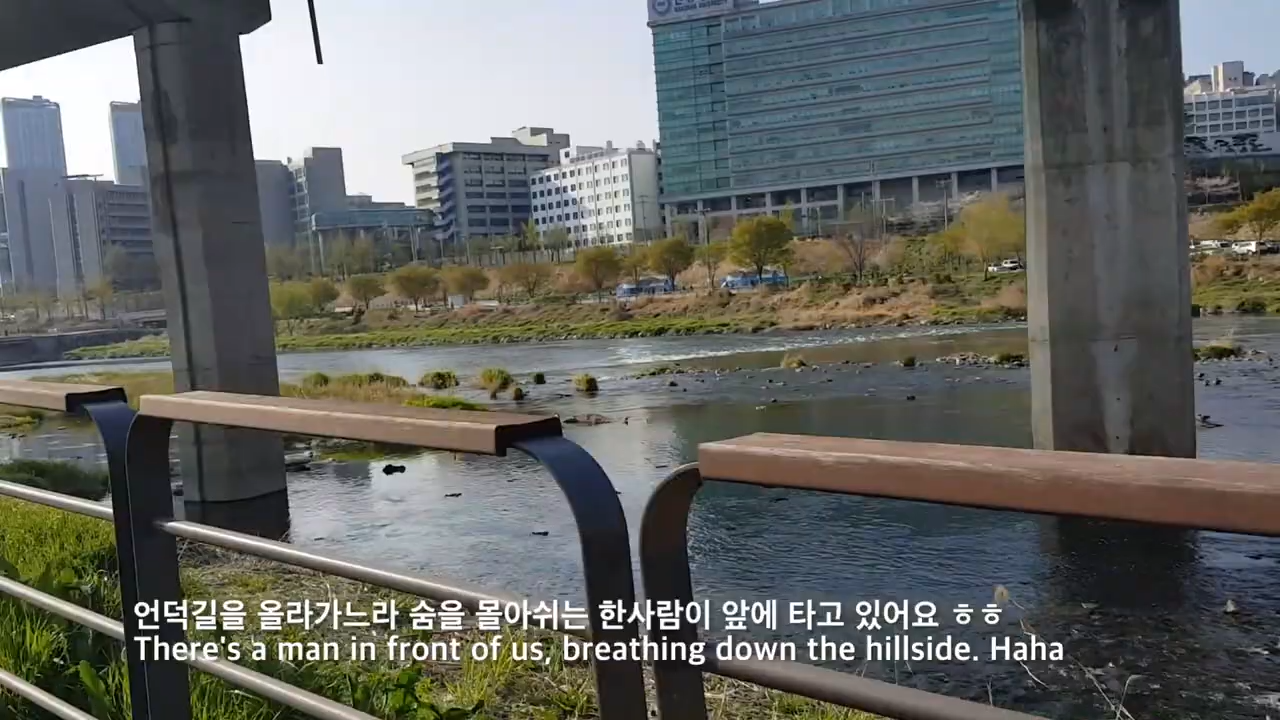 언덕길을 올라가느라 숨을 몰아쉬는 한사람이 앞에 타고 있어요 ㅎㅎ
There's a man in front of us, breathing down the hillside. Haha